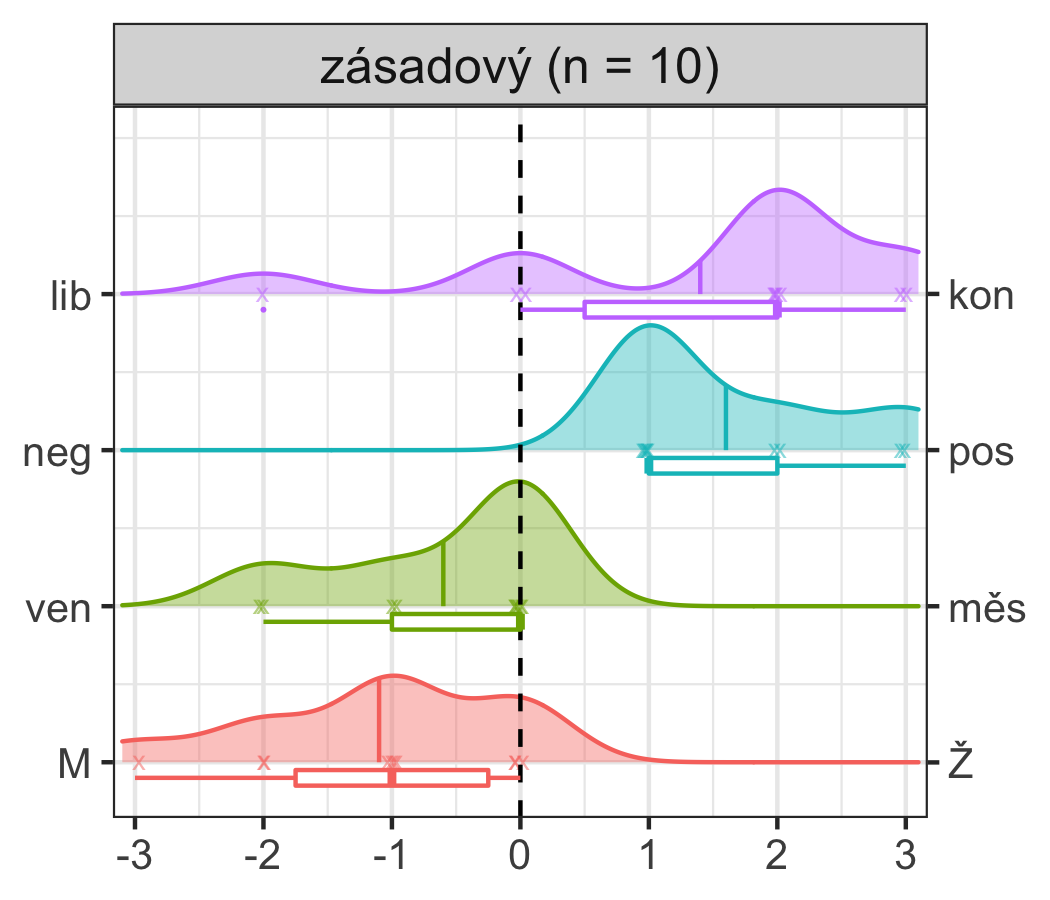 zásadový (n = 10)
lib kon
neg pos
ven měs
M Ž
-3 -2 -1 0 1 2 3